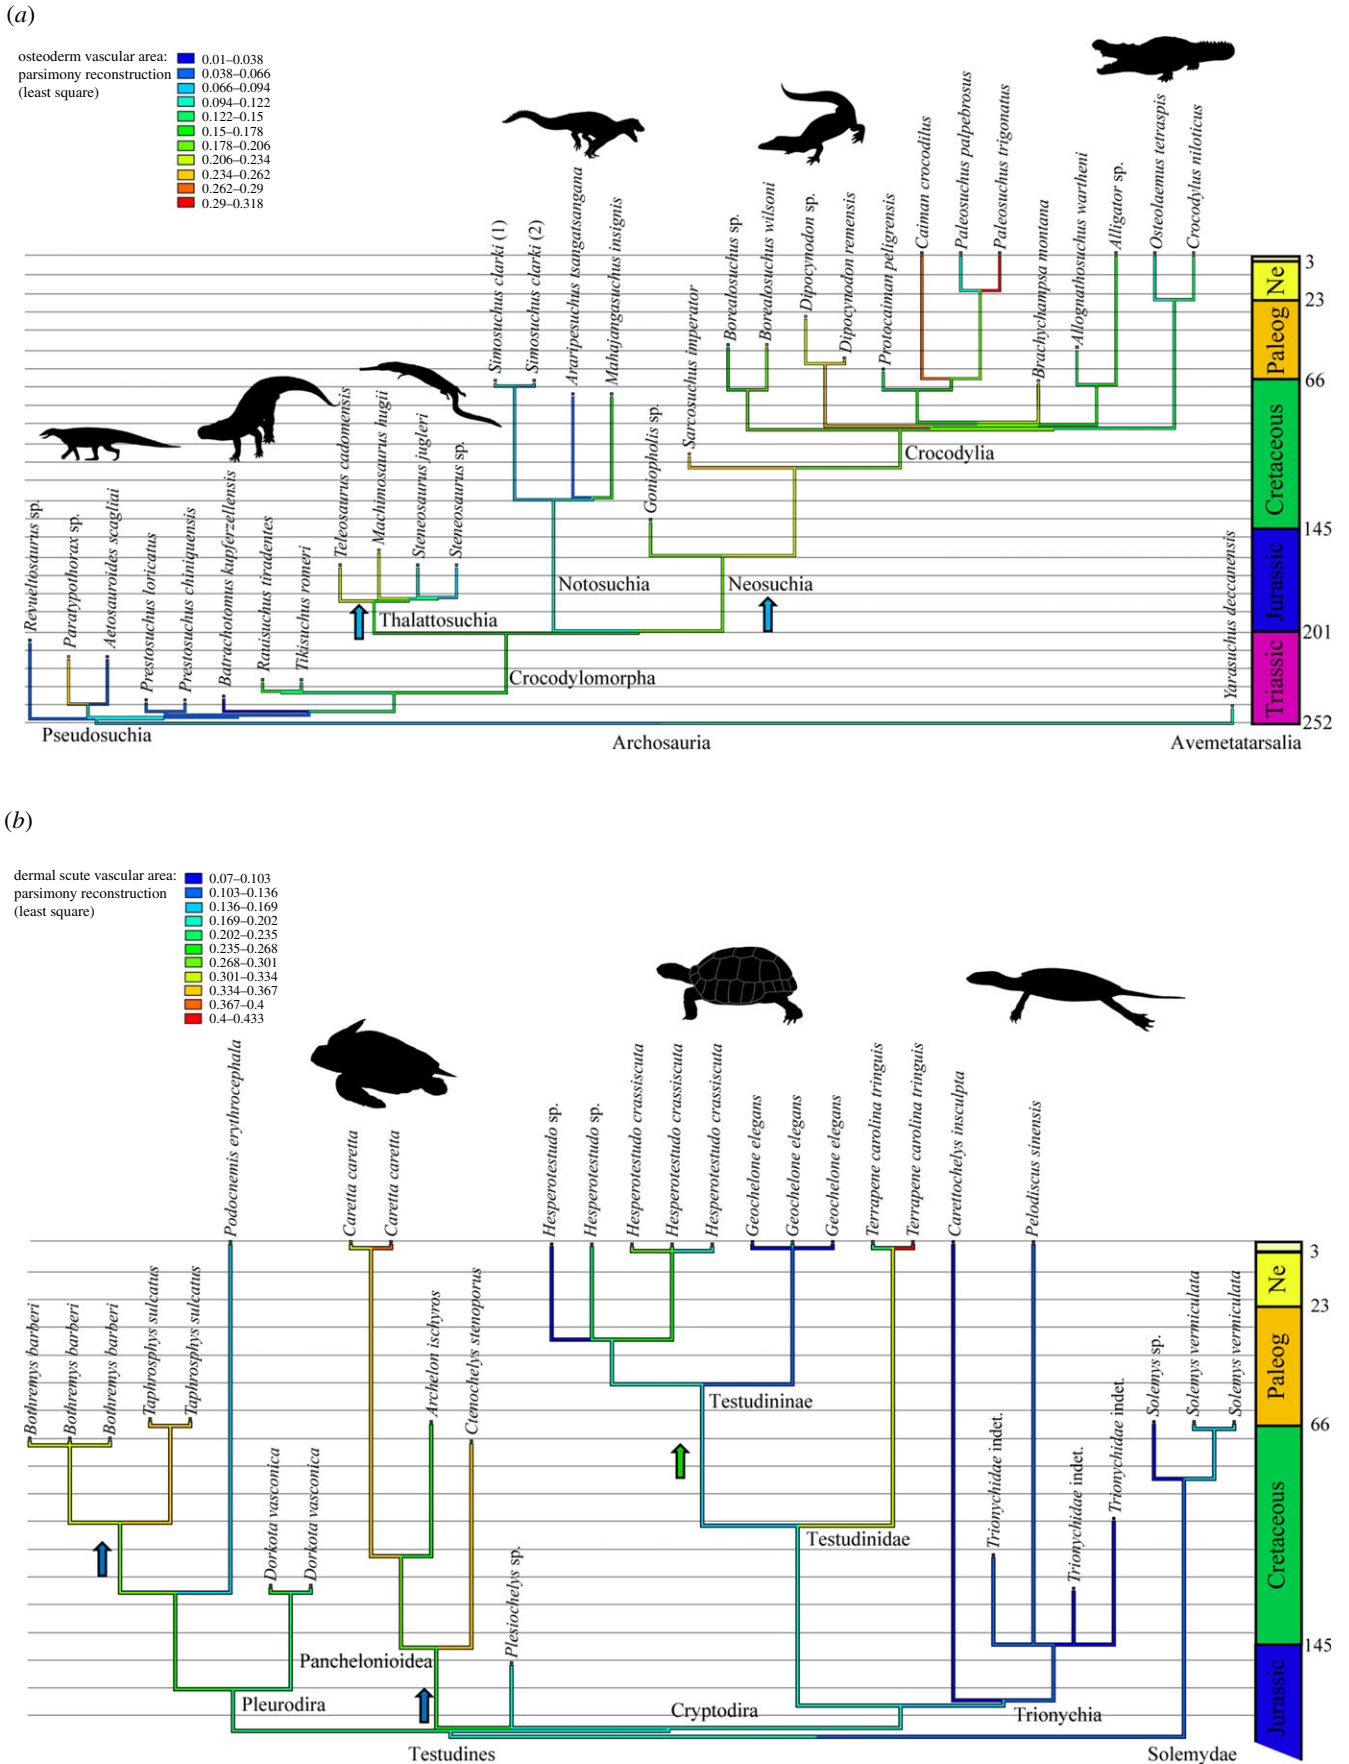 (a)
osteoderm vascular area:
parsimony reconstruction
(least square)
0.01–0.038
0.038–0.066
0.066–0.094
0.094–0.122
0.122–0.15
0.15–0.178
0.178–0.206
0.206–0.234
0.234–0.262
0.262–0.29
0.29–0.318
Revueltosaurus sp.
Paratypothorax sp.
Aetosauroides scagliai
Prestosuchus loricatus
Prestosuchus chiniquensis
Batrachotomus kupferzellensis
Rauisuchus tiradentes
Tikisuchus romeri
Teleosaurus cadomensis
Machimosaurus hugii
Steneosaurus jugleri
Steneosaurus sp.
Simosuchus clarki (1)
Simosuchus clarki (2)
Araripesuchus tsangatsangana
Mahajangasuchus insignis
Goniopholis sp.
Sarcosuchus imperator
Borealosuchus sp.
Borealosuchus wilsoni
Dipocynodon sp.
Dipocynodon remensis
Protocaiman peligrensis
Caiman crocodilus
Paleosuchus palpebrosus
Paleosuchus trigonatus
Brachychampsa montana
Allognathosuchus wartheni
Alligator sp.
Osteolaemus tetraspis
Crocodylus niloticus
Yarasuchus deccanensis
Crocodylia
Notosuchia
Neosuchia
Thalattosuchia
Crocodylomorpha
Pseudosuchia
Archosauria
Avemetatarsalia
Ne
Paleog
Cretaceous
Jurassic
Triassic
3
23
66
145
201
252
(b)
dermal scute vascular area:
parsimony reconstruction
(least square)
0.07–0.103
0.103–0.136
0.136–0.169
0.169–0.202
0.202–0.235
0.235–0.268
0.268–0.301
0.301–0.334
0.334–0.367
0.367–0.4
0.4–0.433
Bothremys barberi
Bothremys barberi
Bothremys barberi
Taphrosphys sulcatus
Taphrosphys sulcatus
Podocnemis erythrocephala
Dorkota vasconica
Dorkota vasconica
Caretta caretta
Caretta caretta
Archelon ischyros
Ctenochelys stenoporus
Plesiochelys sp.
Hesperotestudo sp.
Hesperotestudo sp.
Hesperotestudo crassiscuta
Hesperotestudo crassiscuta
Hesperotestudo crassiscuta
Geochelone elegans
Geochelone elegans
Geochelone elegans
Terrapene carolina tringuis
Terrapene carolina tringuis
Carettochelys insculpta
Trionychidae indet.
Pelodiscus sinensis
Trionychidae indet.
Trionychidae indet.
Solemys sp.
Solemys vermiculata
Solemys vermiculata
Testudininae
Testudinidae
Panchelonioidea
Pleurodira
Cryptodira
Trionychia
Testudines
Solemydae
Ne
Paleog
Cretaceous
Jurassic
3
23
66
145